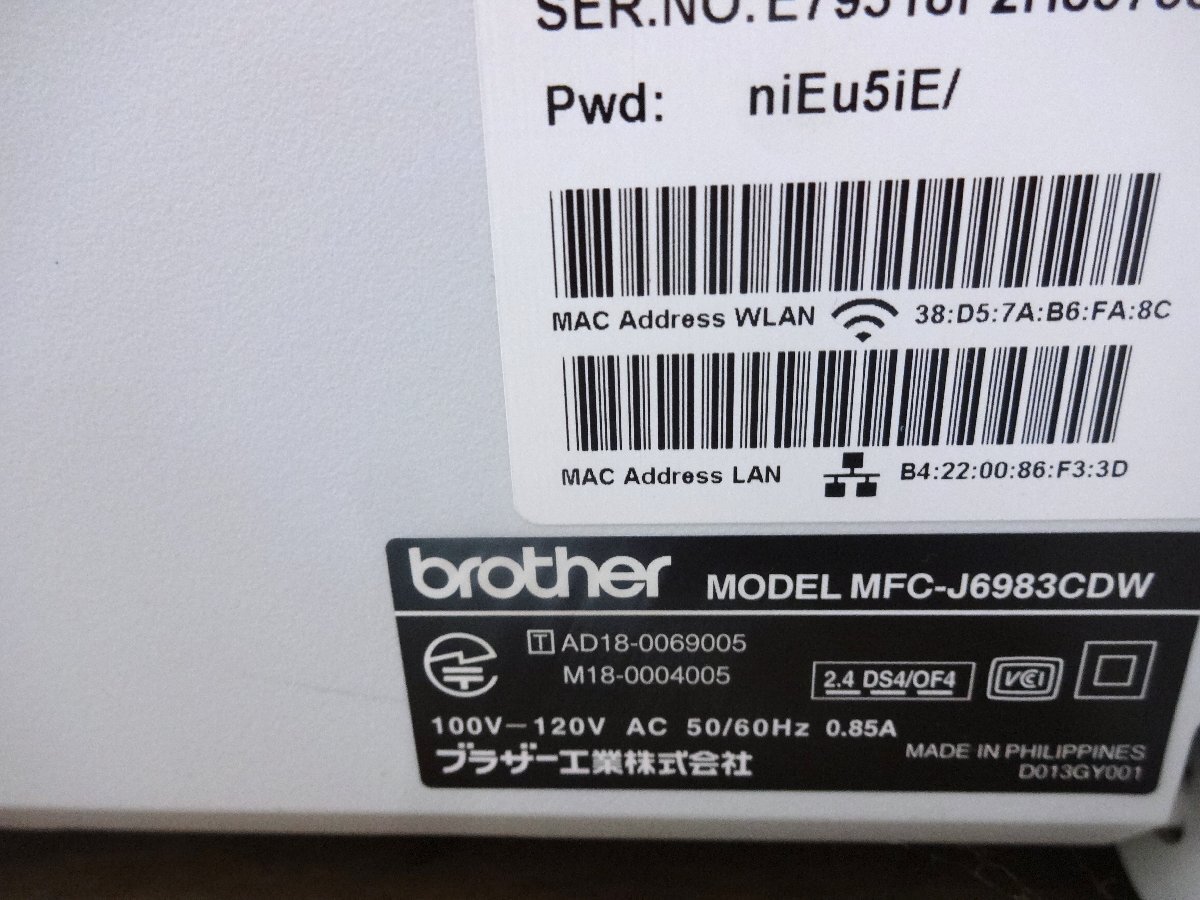 SER.NO.
Pwd: niEu5iE/
MAC Address WLAN 38:D5:7A:B6:FA:8C
MAC Address LAN B4:22:00:86:F3:3D
brother MODEL MFC-J6983CDW
T AD18-0069005
M18-0004005
2.4 DS4/OF4 VCI
100V－120V AC 50/60Hz 0.85A
ブラザー工業株式会社
MADE IN PHILIPPINES
D013GY001